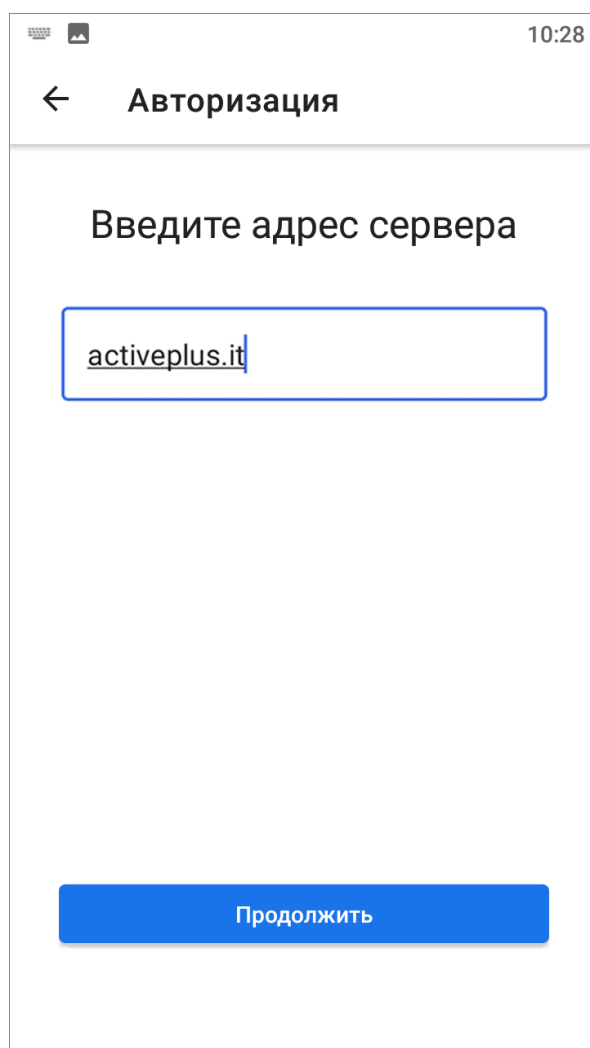 10:28
Авторизация
Введите адрес сервера
activeplus.it
Продолжить